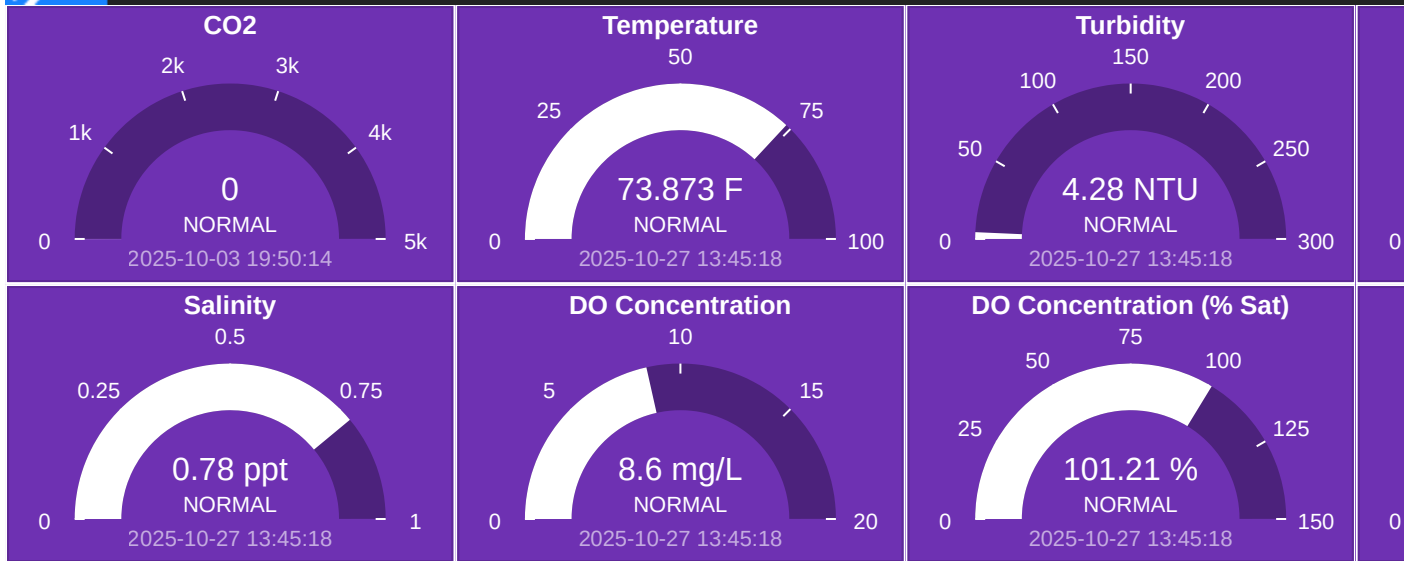 CO2
2k
3k
1k
4k
0
NORMAL
0
5k
2025-10-03 19:50:14
Temperature
50
25
75
73.873 F
NORMAL
0
100
2025-10-27 13:45:18
Turbidity
150
100
200
50
250
4.28 NTU
NORMAL
0
300
2025-10-27 13:45:18
0
Salinity
0.5
0.25
0.75
0.78 ppt
NORMAL
0
1
2025-10-27 13:45:18
DO Concentration
10
5
15
8.6 mg/L
NORMAL
0
20
2025-10-27 13:45:18
DO Concentration (% Sat)
75
50
100
25
125
101.21 %
NORMAL
0
150
2025-10-27 13:45:18
0